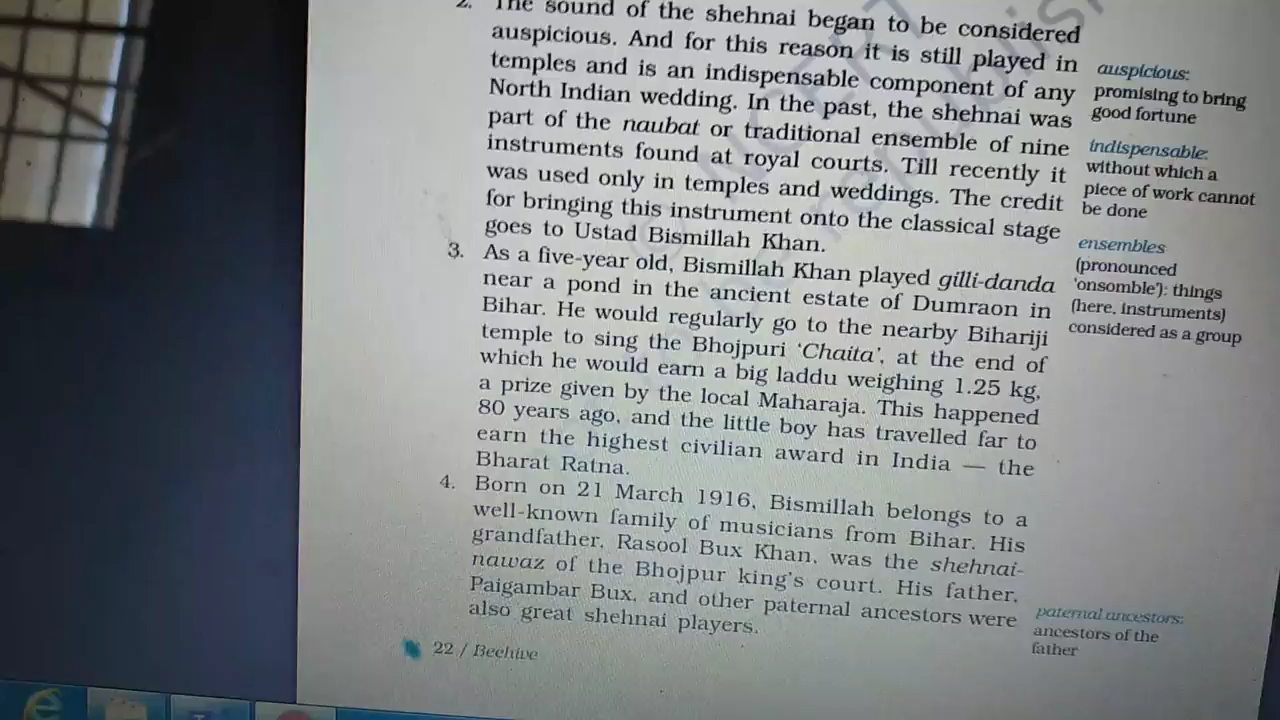 2. The sound of the shehnai began to be considered
auspicious. And for this reason it is still played in
temples and is an indispensable component of any
North Indian wedding. In the past, the shehnai was
part of the naubat or traditional ensemble of nine
instruments found at royal courts. Till recently it
was used only in temples and weddings. The credit
for bringing this instrument onto the classical stage
goes to Ustad Bismillah Khan.
3. As a five-year old, Bismillah Khan played gilli-danda
near a pond in the ancient estate of Dumraon in
Bihar. He would regularly go to the nearby Bihariji
temple to sing the Bhojpuri ‘Chaita’, at the end of
which he would earn a big laddu weighing 1.25 kg,
a prize given by the local Maharaja. This happened
80 years ago, and the little boy has travelled far to
earn the highest civilian award in India — the
Bharat Ratna.
4. Born on 21 March 1916, Bismillah belongs to a
well-known family of musicians from Bihar. His
grandfather, Rasool Bux Khan, was the shehnai-
nawaz of the Bhojpur king’s court. His father,
Paigambar Bux, and other paternal ancestors were
also great shehnai players.
auspicious:
promising to bring
good fortune
indispensable:
without which a
piece of work cannot
be done
ensembles
(pronounced
‘onsomble’): things
(here, instruments)
considered as a group
paternal ancestors:
ancestors of the
father
22 / Beehive